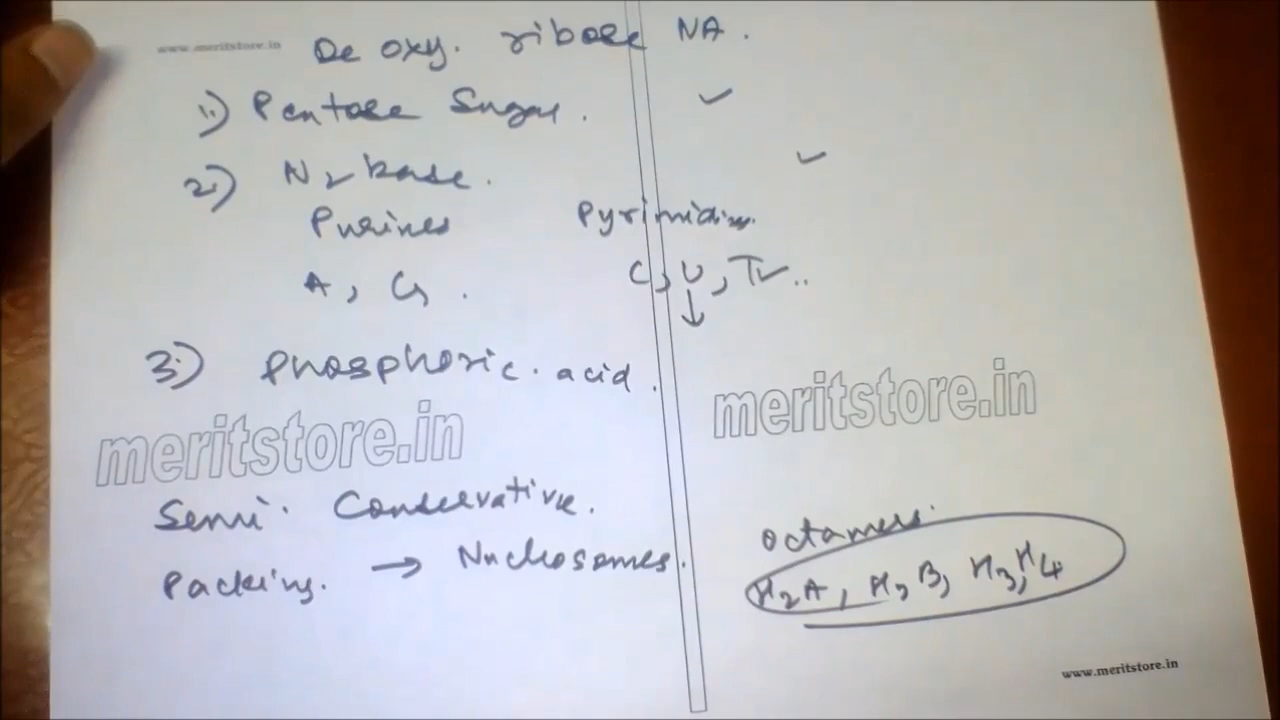 www.meritstore.in
De oxy. ribose NA.
1) Pentose Sugar.
2) N2 base.
Purines Pyrimidines
A, G. C, U, T..
3) Phosphoric. acid.
meritstore.in meritstore.in
Semi. Conservative.
Packing. → Nucleosomes.
Octamers.
H2A, H2B, H3, H4
www.meritstore.in